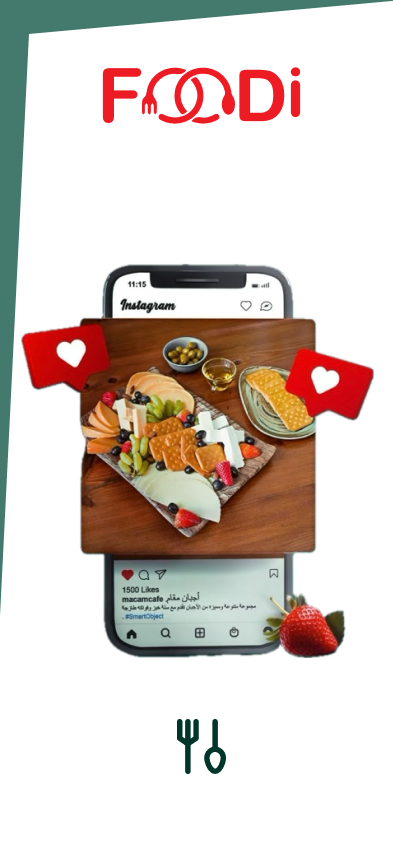 FOODi
11:15
Instagram
1500 Likes
macamcafe أجبان مقام
مجموعة متنوعة ومميزة من الأجبان تقدم مع سلة خبز وفواكه طازجة
. #SmartObject